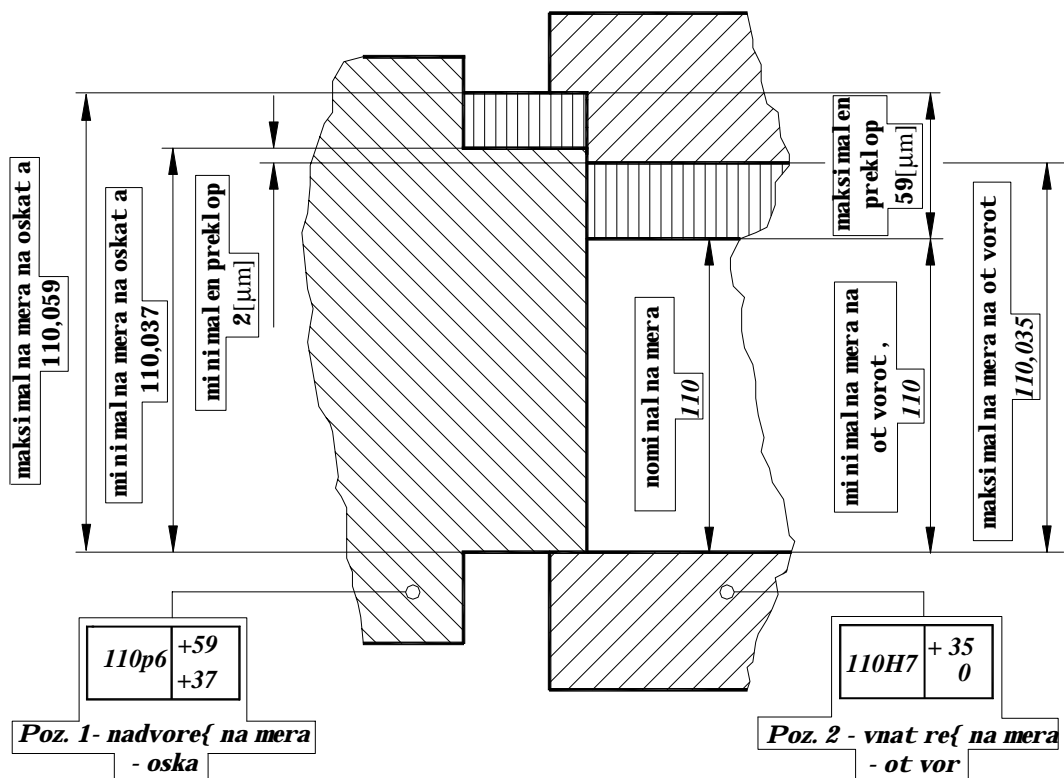 maksimalna mera na oskata
110,059
minimalna mera na oskata
110,037
minimalen preklop
2[μm]
nominalna mera
110
maksimalen
preklop
59[μm]
minimalna mera na
otvorot,
110
maksimalna mera na otvorot
110,035
110p6 +59
+37
Poz. 1- nadvore{na mera
- oska
110H7 + 35
0
Poz. 2 - vnatre{na mera
- otvor